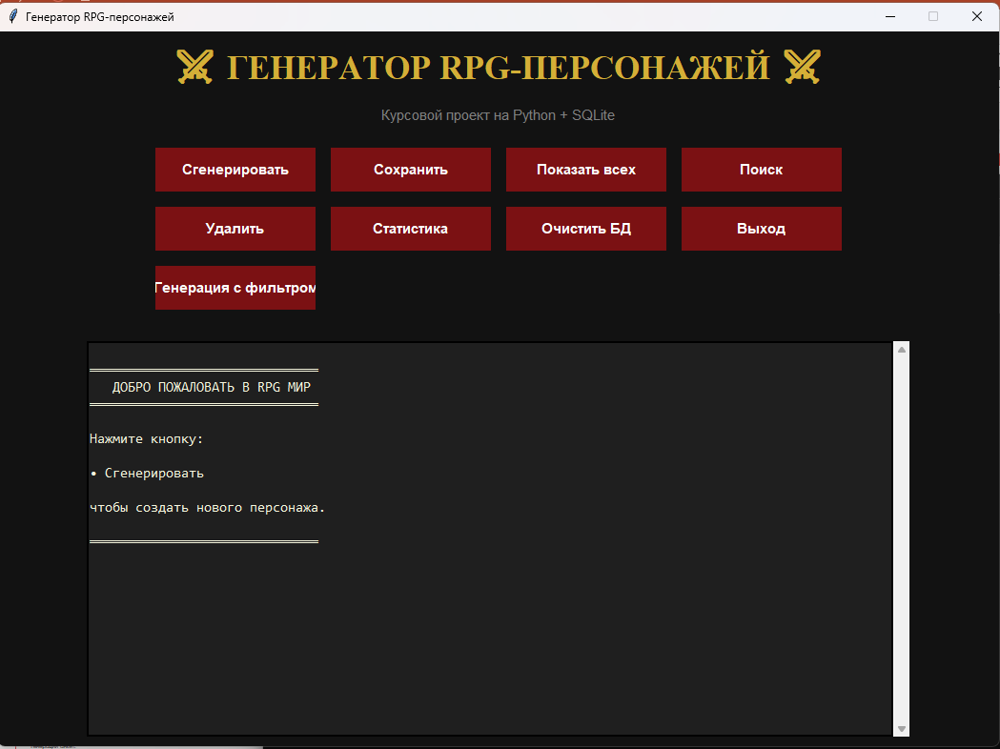 Генератор RPG-персонажей
⚔ ГЕНЕРАТОР RPG-ПЕРСОНАЖЕЙ ⚔
Курсовой проект на Python + SQLite
Сгенерировать Сохранить Показать всех Поиск
Удалить Статистика Очистить БД Выход
Генерация с фильтром
ДОБРО ПОЖАЛОВАТЬ В RPG МИР
Нажмите кнопку:
• Сгенерировать
чтобы создать нового персонажа.